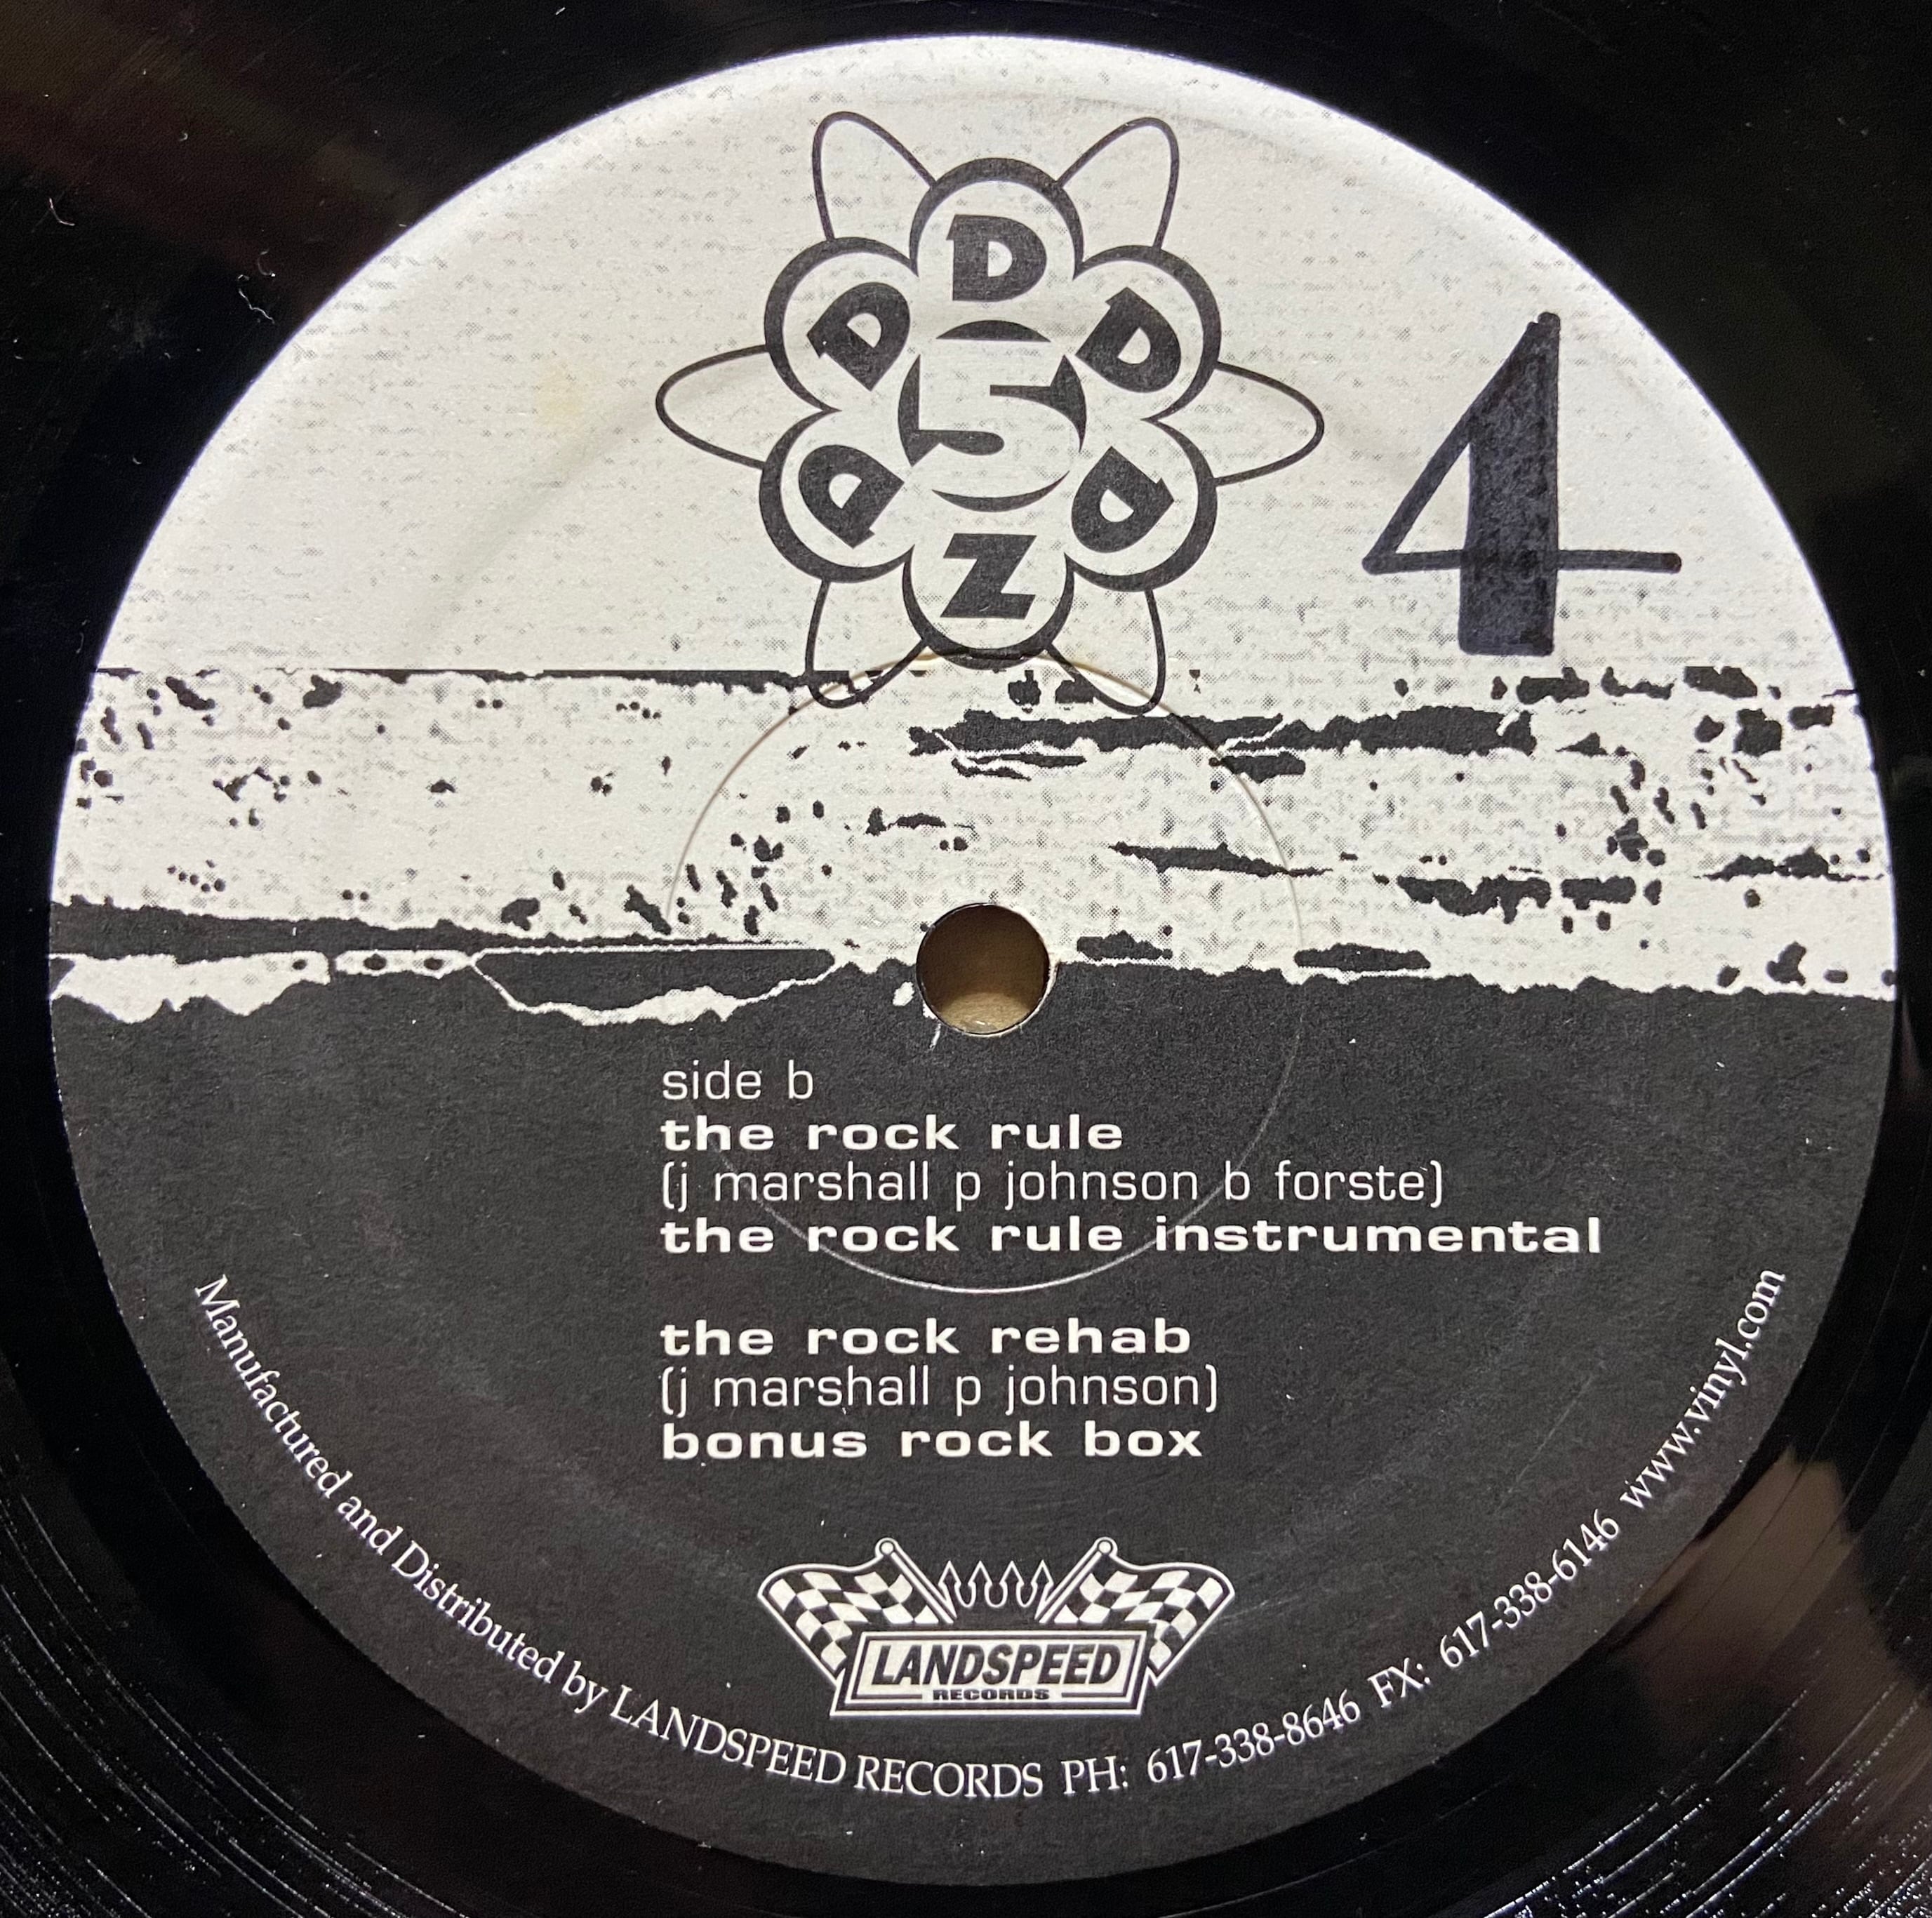 D
D D
5
D D
Z
4
side b
the rock rule
(j marshall p johnson b forste)
the rock rule instrumental
the rock rehab
(j marshall p johnson)
bonus rock box
LANDSPEED
RECORDS
Manufactured and Distributed by LANDSPEED RECORDS PH: 617-338-8646 FX: 617-338-6146 www.vinyl.com